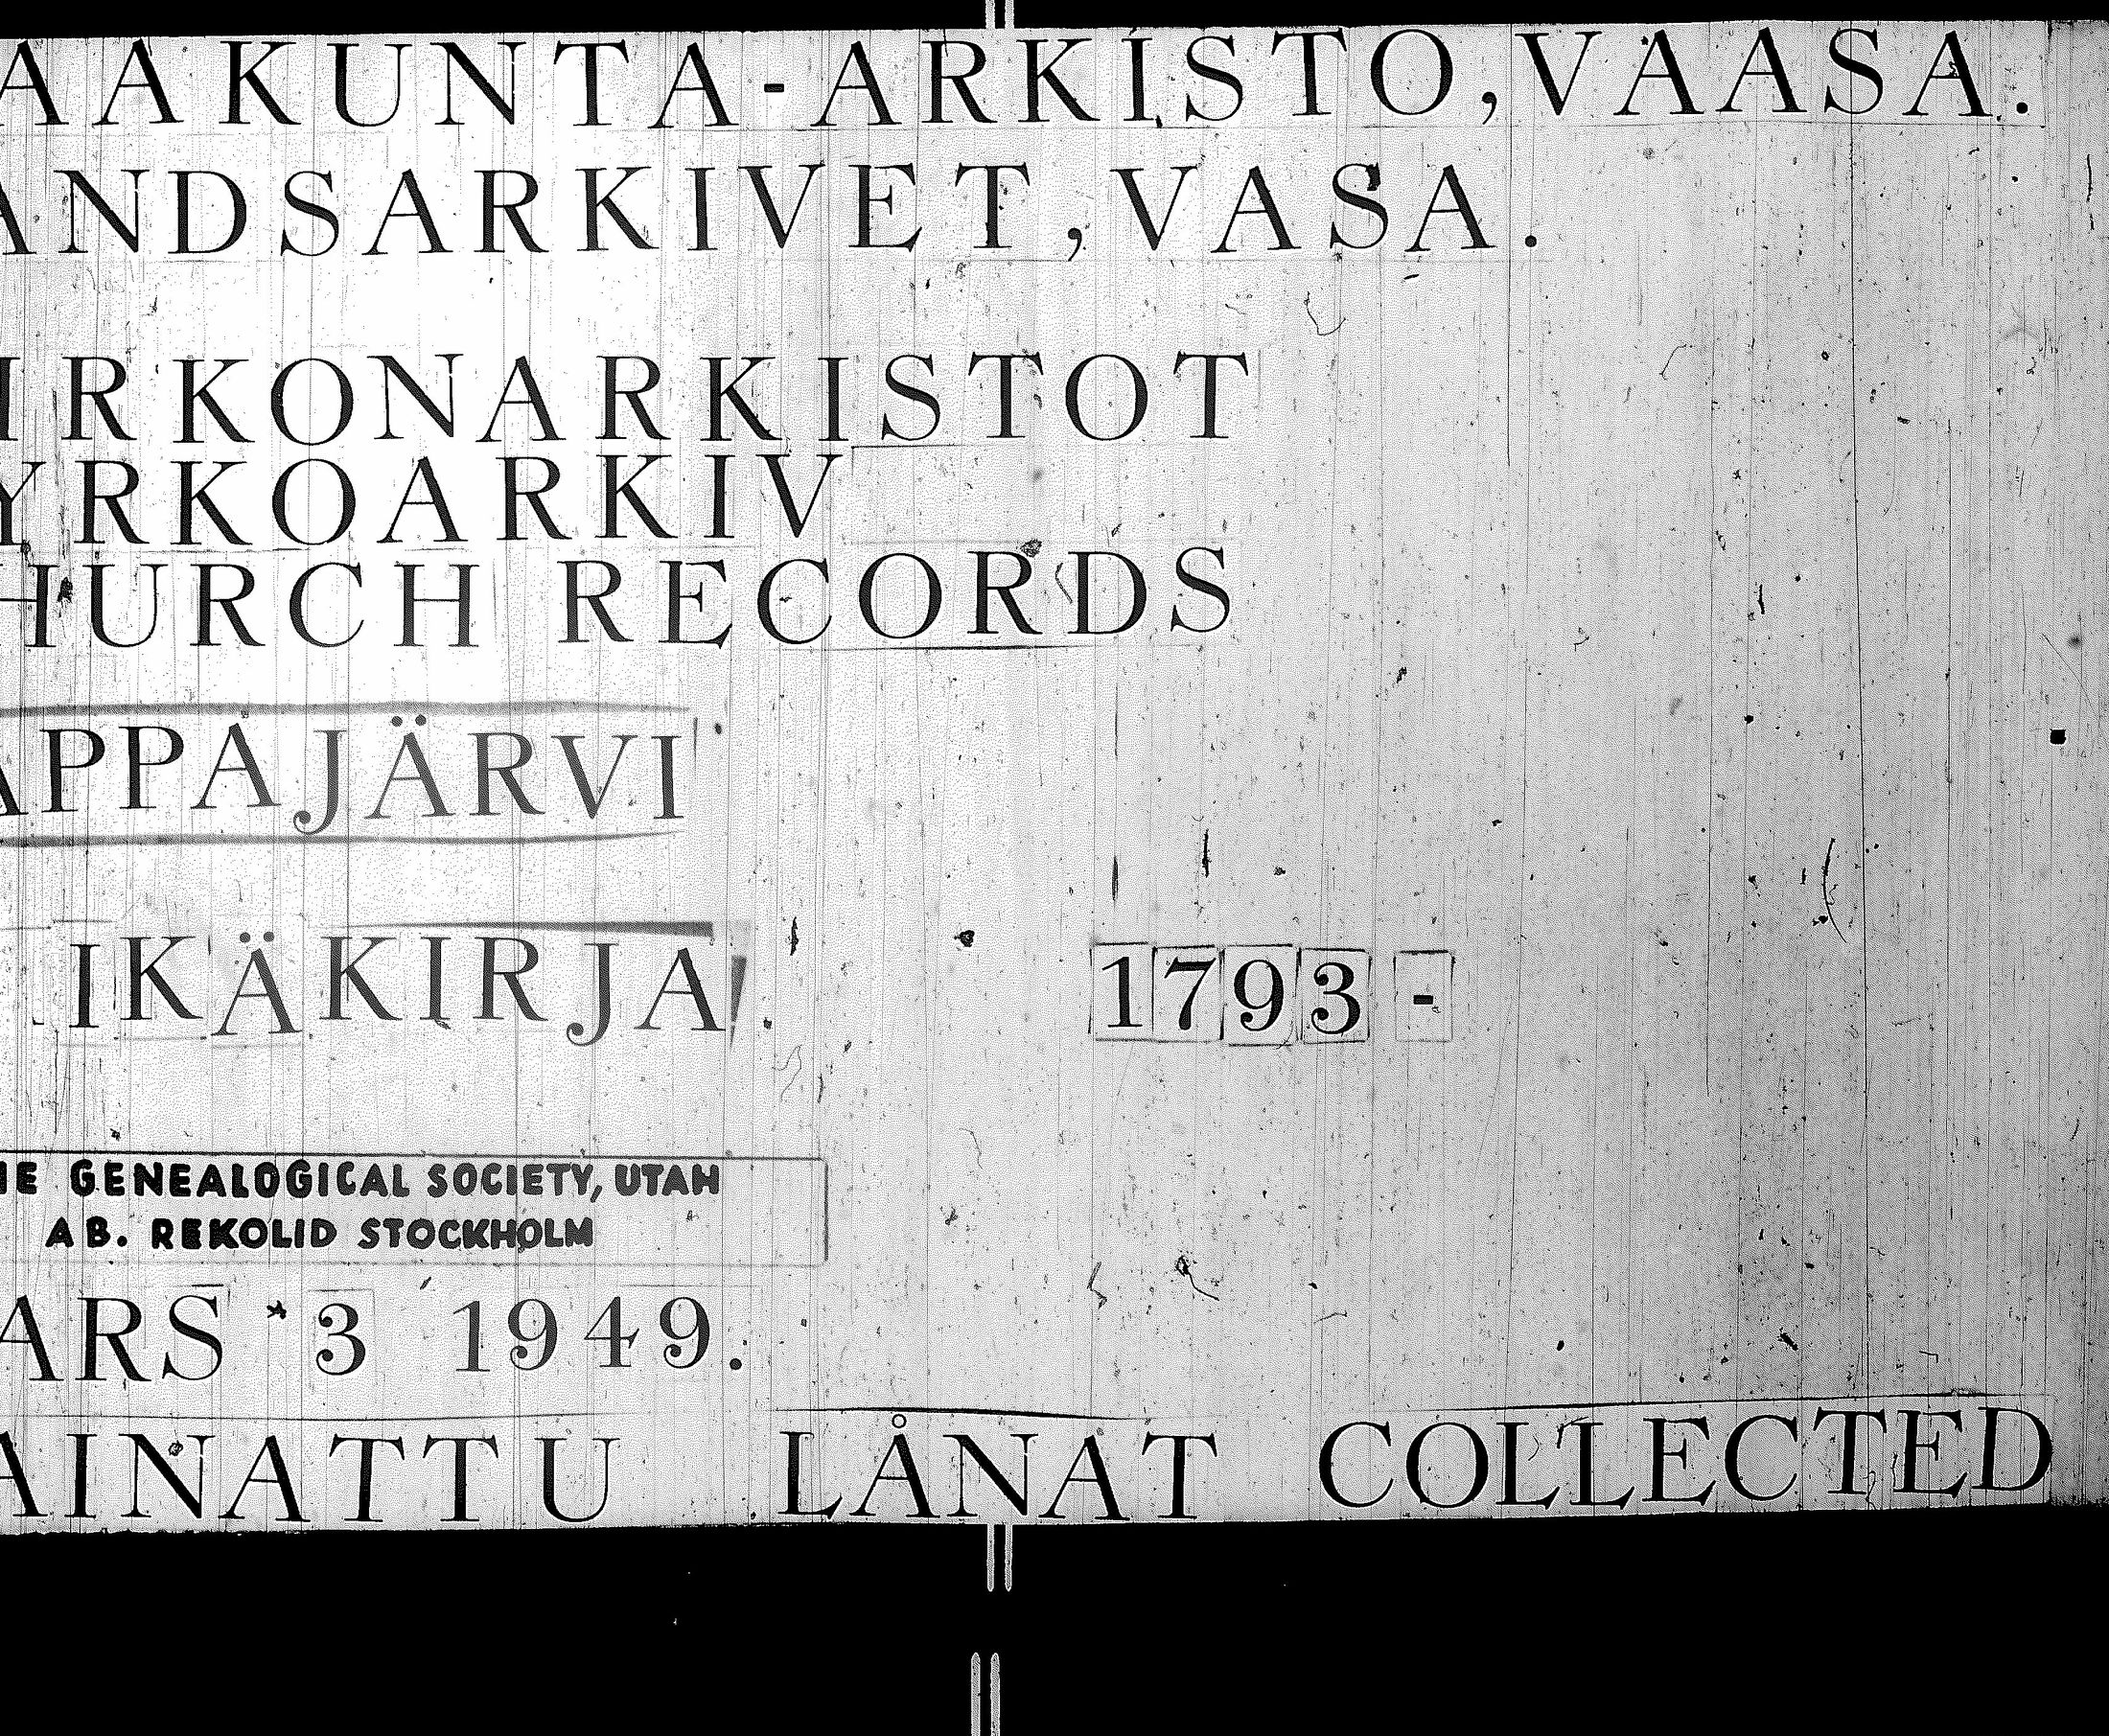 AAKUNTA-ARKISTO, VAASA.
ANDSARKIVET, VASA.
IRKONARKISTOT
YRKOARKIV
HURCH RECORDS
APPAJÄRVI
IKÄKIRJA 1793 -
HE GENEALOGICAL SOCIETY, UTAH
AB. REKOLID STOCKHOLM
ARS 3 1949.
AINATTU LÅNAT COLLECTED